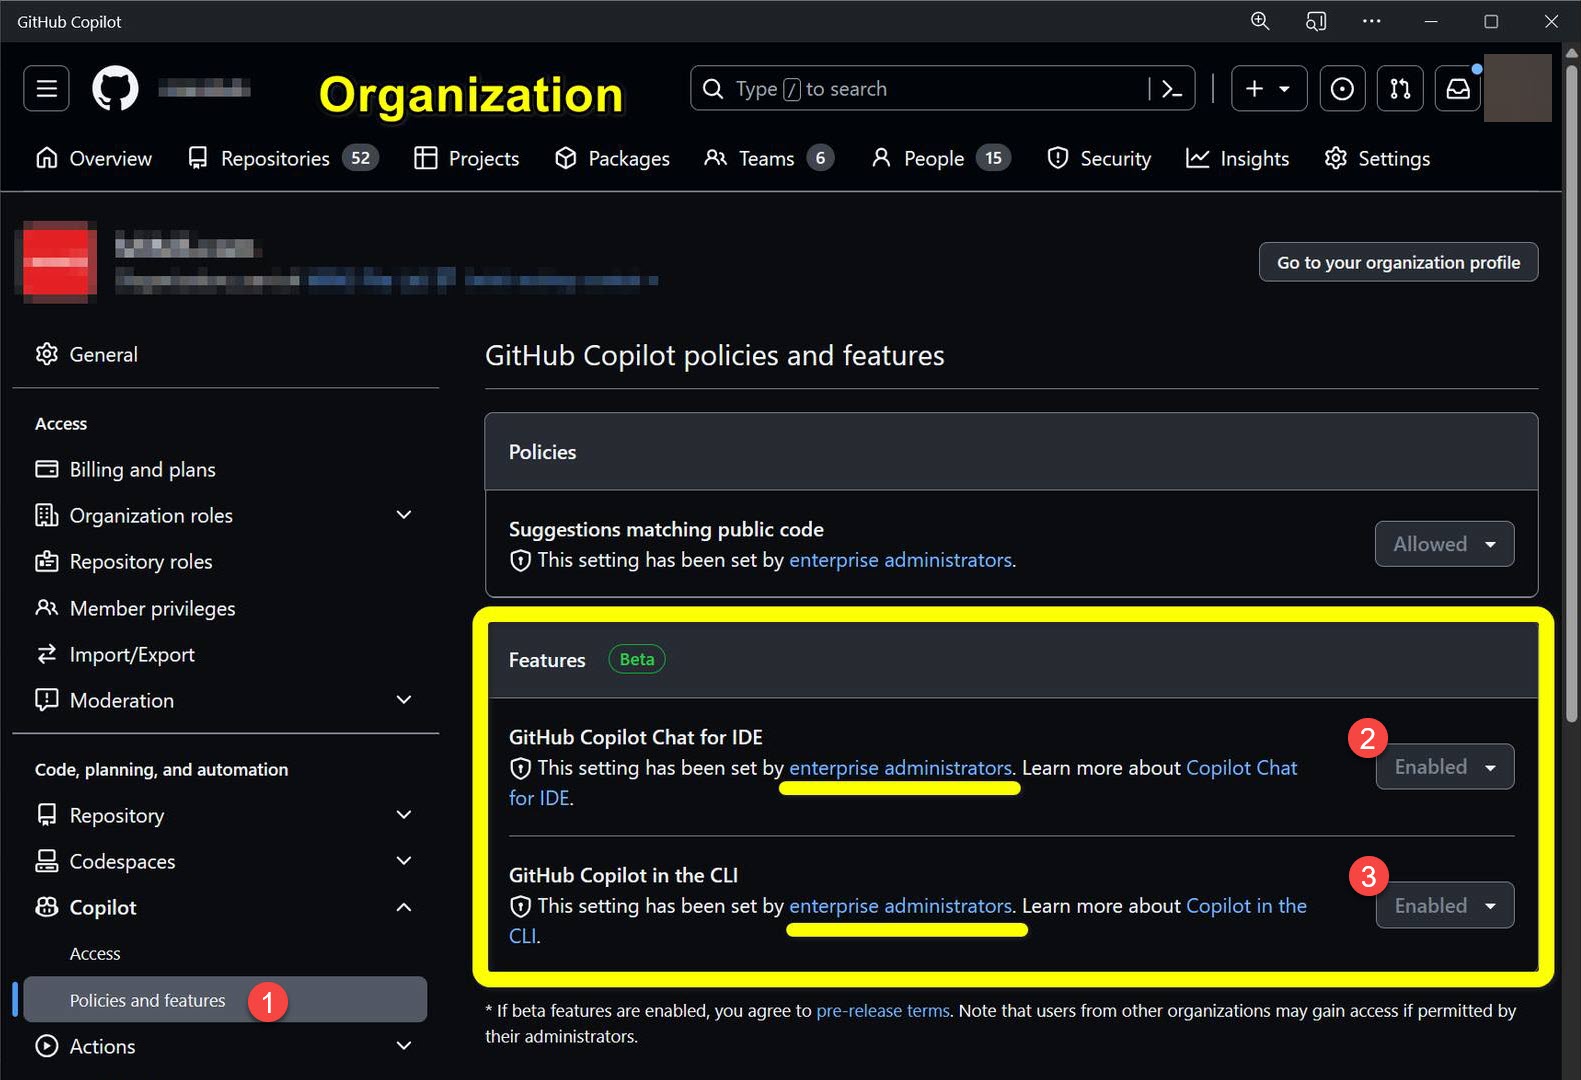 GitHub Copilot
Organization
Type / to search
Overview
Repositories 52
Projects
Packages
Teams 6
People 15
Security
Insights
Settings
Go to your organization profile
General
Access
Billing and plans
Organization roles
Repository roles
Member privileges
Import/Export
Moderation
Code, planning, and automation
Repository
Codespaces
Copilot
Access
Policies and features 1
Actions
GitHub Copilot policies and features
Policies
Suggestions matching public code
This setting has been set by enterprise administrators.
Allowed
Features Beta
GitHub Copilot Chat for IDE
This setting has been set by enterprise administrators. Learn more about Copilot Chat
for IDE.
2
Enabled
GitHub Copilot in the CLI
This setting has been set by enterprise administrators. Learn more about Copilot in the
CLI.
3
Enabled
* If beta features are enabled, you agree to pre-release terms. Note that users from other organizations may gain access if permitted by
their administrators.